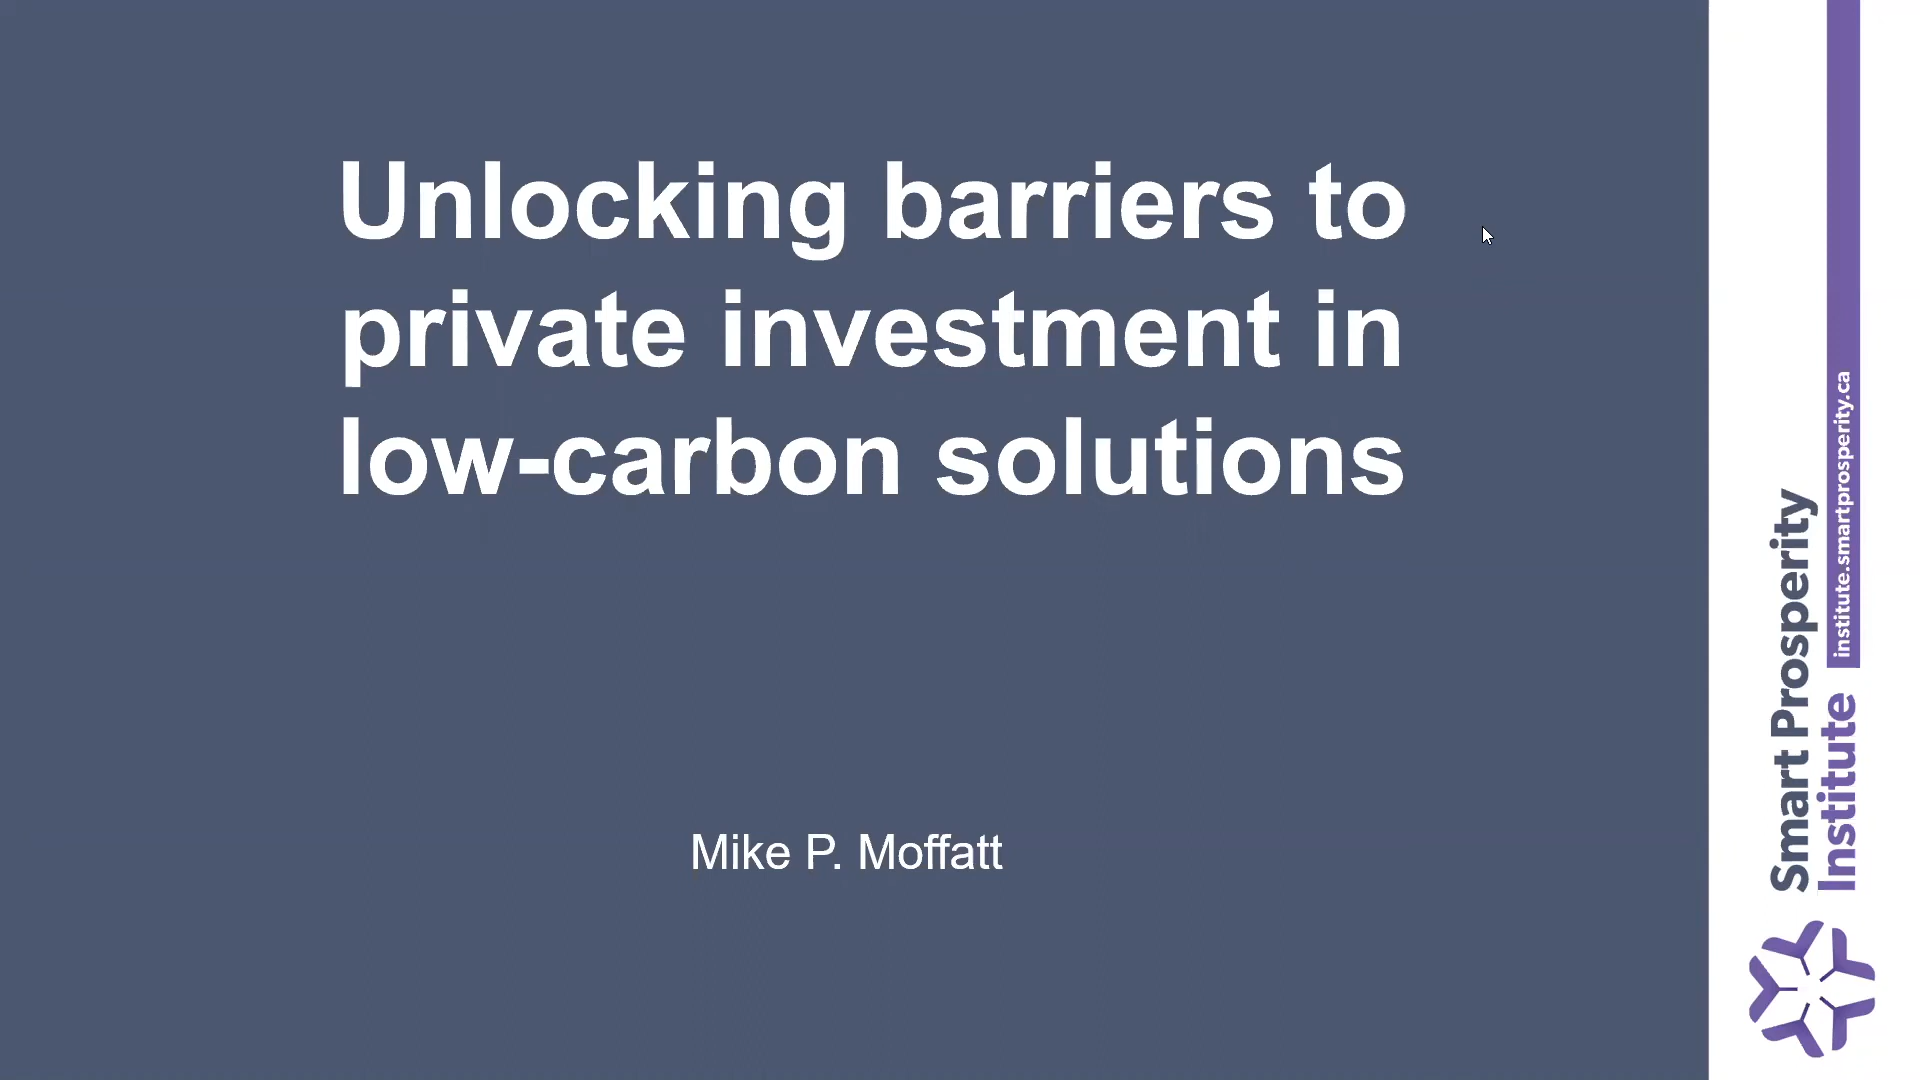 Unlocking barriers to
private investment in
low-carbon solutions
Mike P. Moffatt
Smart Prosperity
Institute
institute.smartprosperity.ca